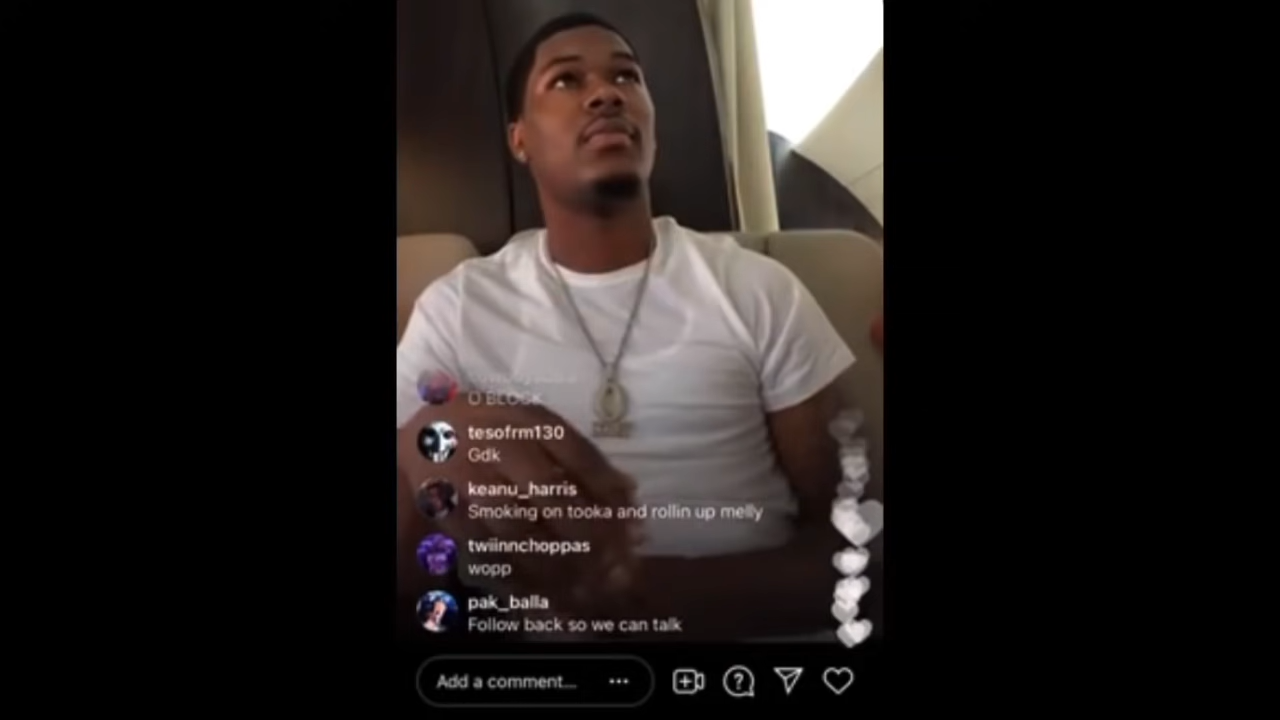 O BLOCK
tesofrm130
Gdk
keanu_harris
Smoking on tooka and rollin up melly
twiinnchoppas
wopp
pak_balla
Follow back so we can talk
Add a comment...